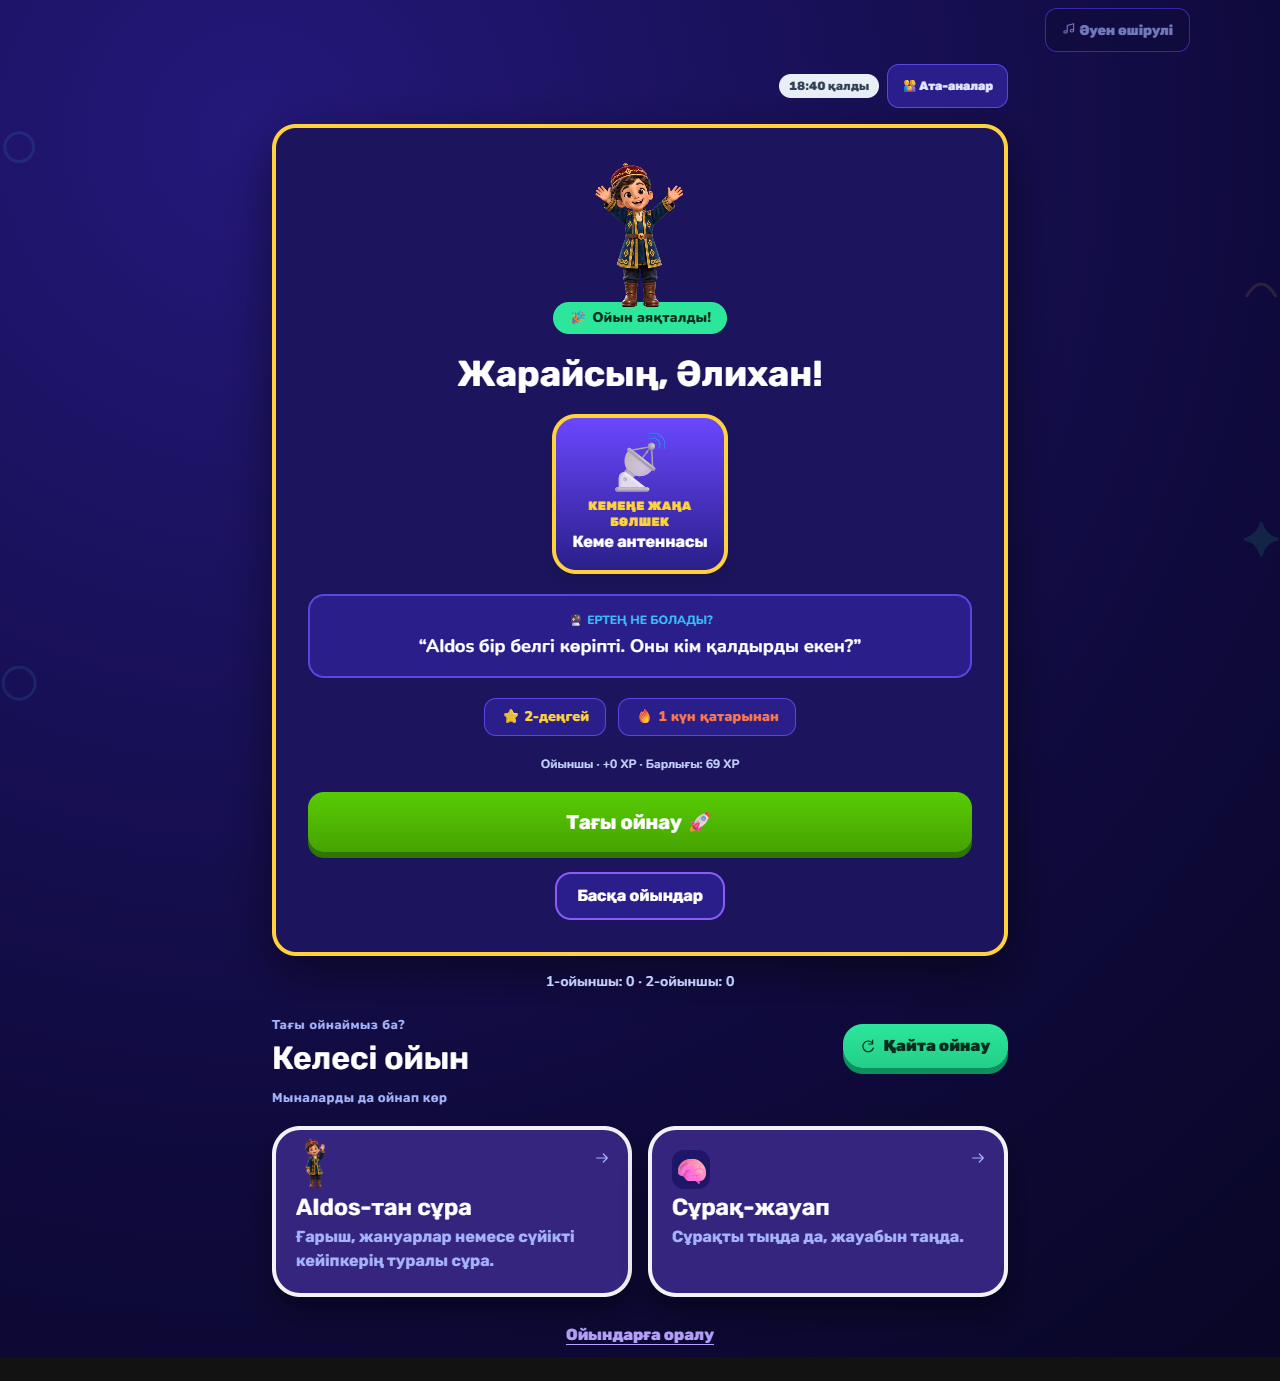 Әуен өшірулі
18:40 қалды
Ата-аналар
Ойын аяқталды!
Жарайсың, Әлихан!
КЕМЕҢЕ ЖАҢА
БӨЛШЕК
Кеме антеннасы
ЕРТЕҢ НЕ БОЛАДЫ?
“Aldos бір белгі көріпті. Оны кім қалдырды екен?”
2-деңгей
1 күн қатарынан
Ойыншы · +0 XP · Барлығы: 69 XP
Тағы ойнау
Басқа ойындар
1-ойыншы: 0 · 2-ойыншы: 0
Тағы ойнаймыз ба?
Келесі ойын
Қайта ойнау
Мыналарды да ойнап көр
Aldos-тан сұра
Ғарыш, жануарлар немесе сүйікті
кейіпкерің туралы сұра.
Сұрақ-жауап
Сұрақты тыңда да, жауабын таңда.
Ойындарға оралу